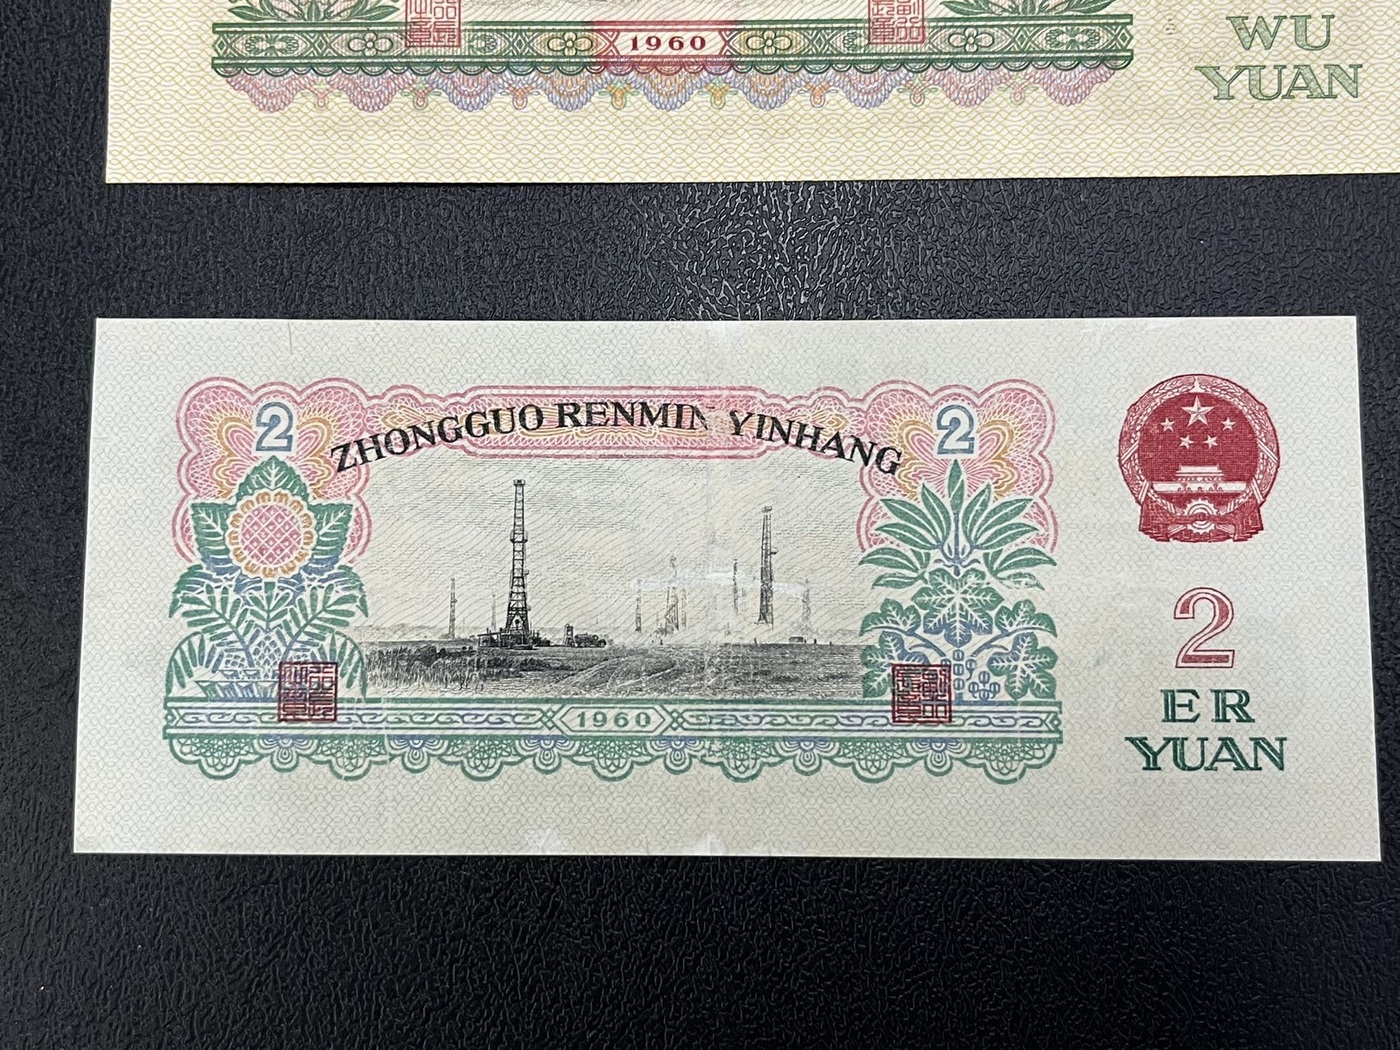 1960
WU
YUAN
2
ZHONGGUO RENMIN YINHANG
2
2
ER
YUAN
1960